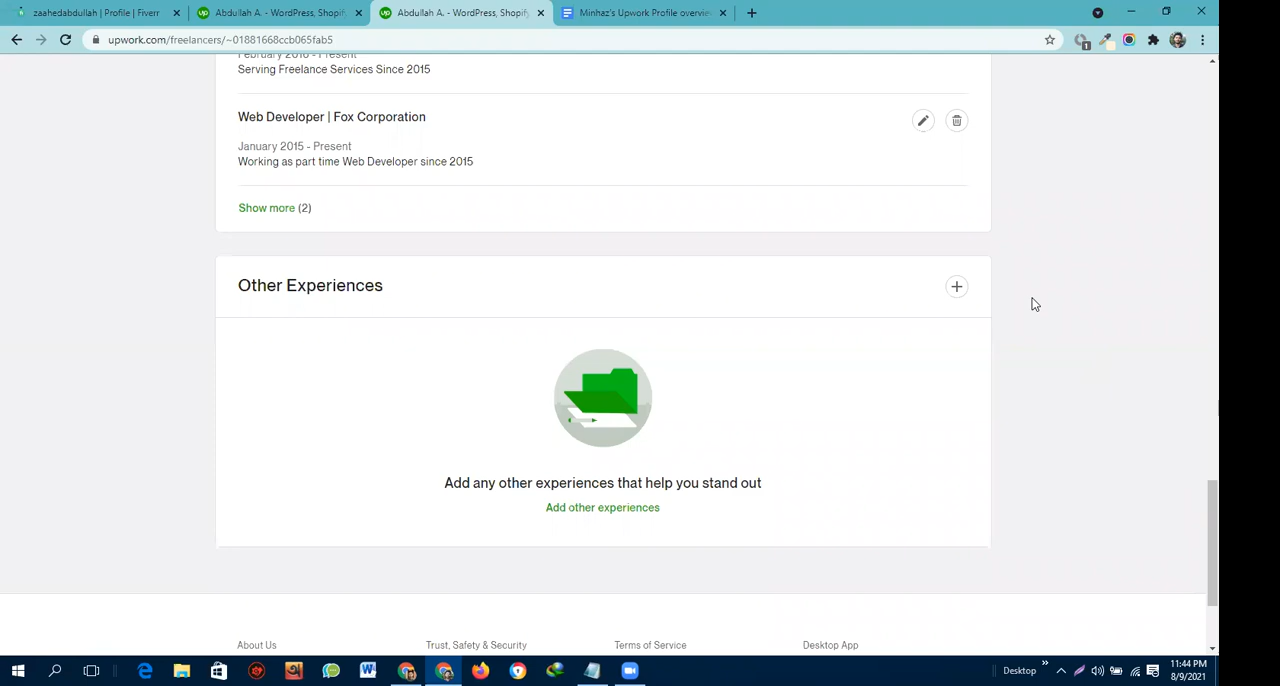 zaahedabdullah | Profile | Fiverr
Abdullah A. - WordPress, Shopify
Abdullah A. - WordPress, Shopify
Minhaz's Upwork Profile overvie
upwork.com/freelancers/~01881668ccb065fab5
February 2016 - Present
Serving Freelance Services Since 2015
Web Developer | Fox Corporation
January 2015 - Present
Working as part time Web Developer since 2015
Show more (2)
Other Experiences
Add any other experiences that help you stand out
Add other experiences
About Us
Trust, Safety & Security
Terms of Service
Desktop App
Desktop
11:44 PM
8/9/2021